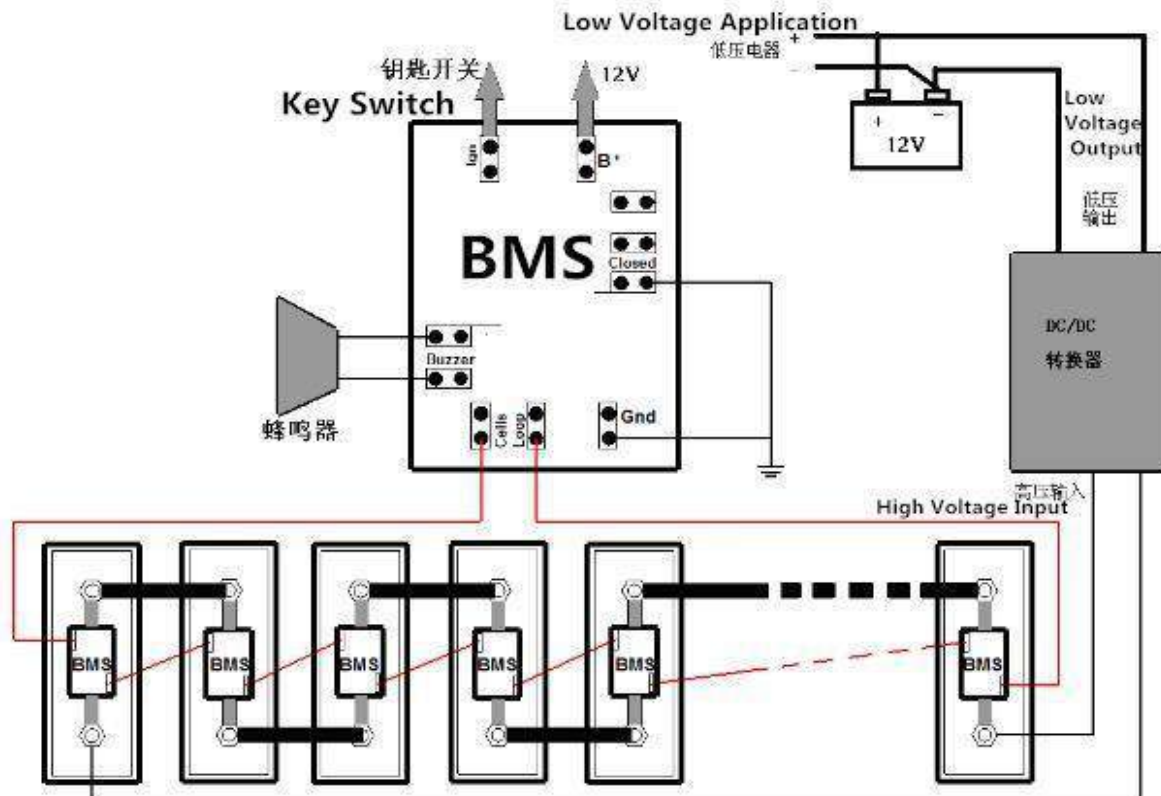 Low Voltage Application
低压电器
+
−
钥匙开关
Key Switch
12V
Ign
B+
+ −
12V
Low
Voltage
Output
低压
输出
BMS
Closed
DC/DC
转换器
Buzzer
蜂鸣器
Cells
Loop
Gnd
高压输入
High Voltage Input
BMS
BMS
BMS
BMS
BMS
BMS